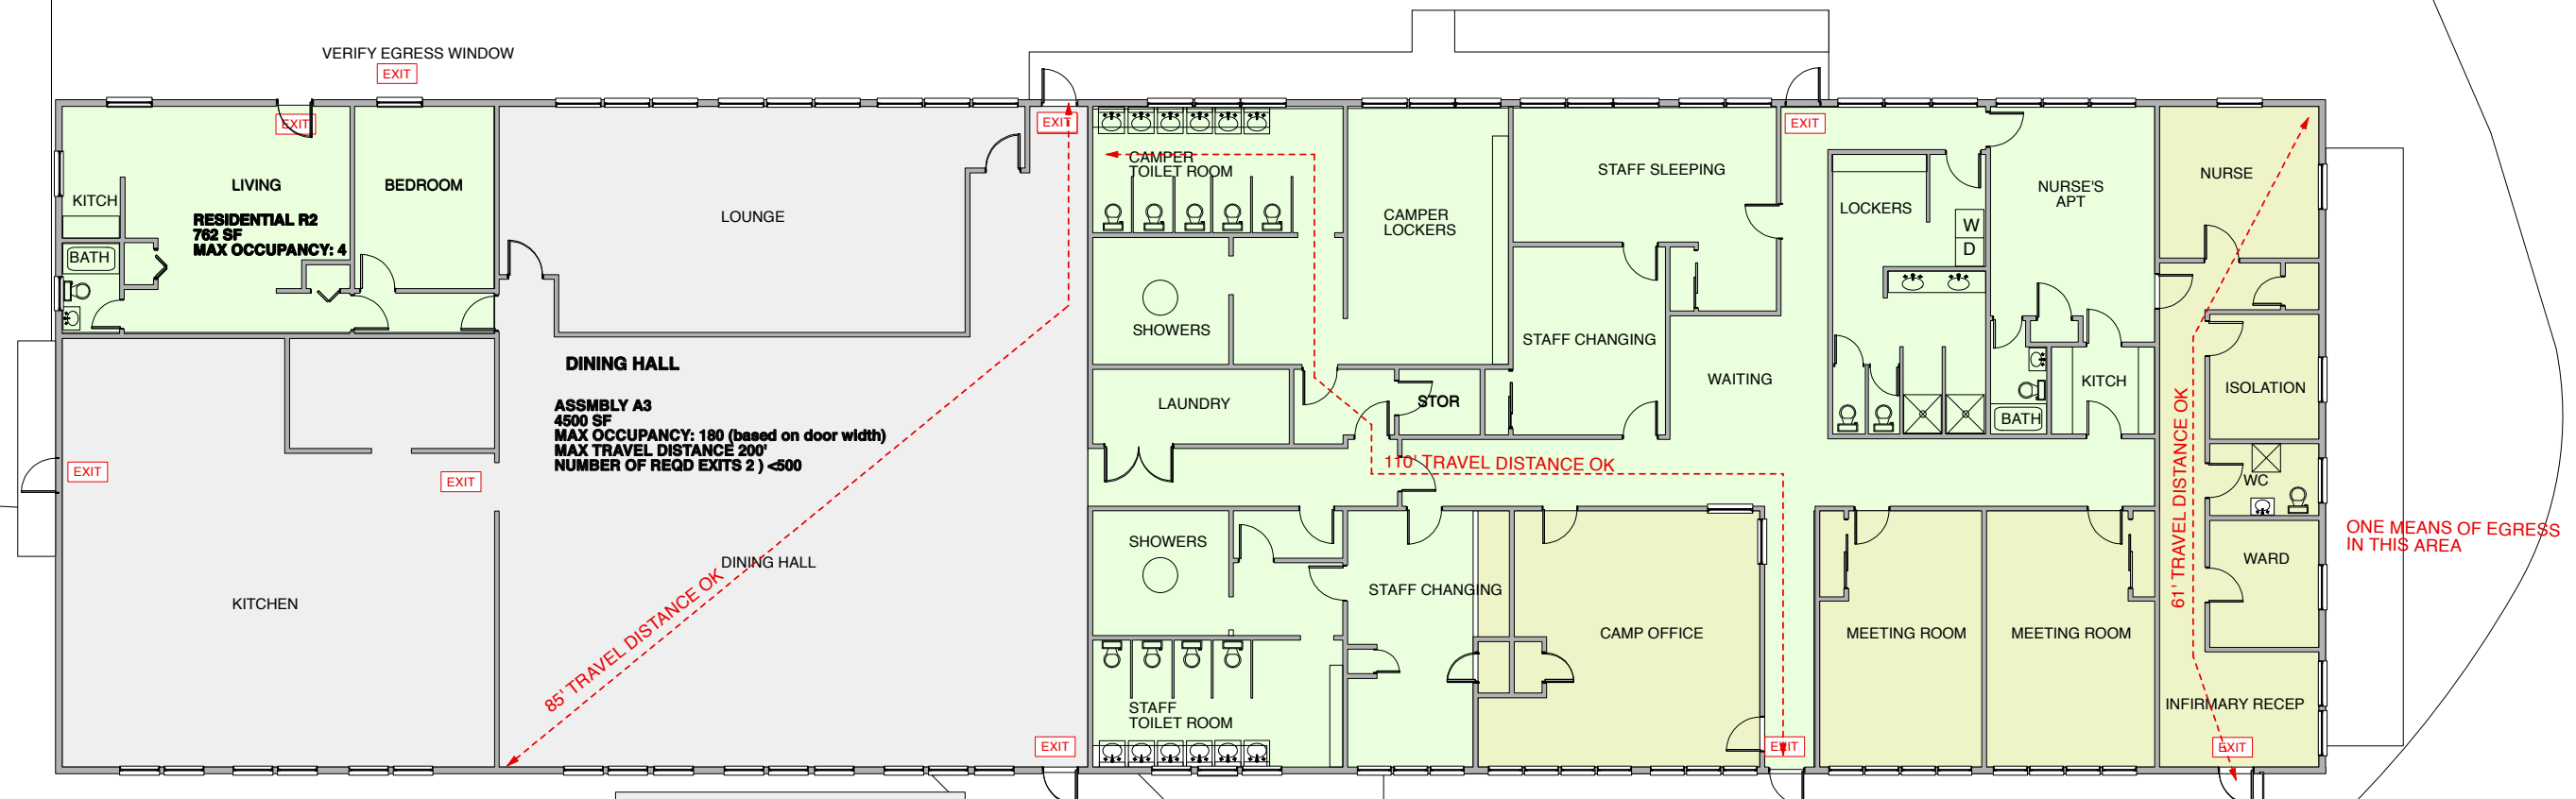 VERIFY EGRESS WINDOW
EXIT
EXIT
EXIT
EXIT
KITCH
LIVING
BEDROOM
RESIDENTIAL R2
762 SF
MAX OCCUPANCY: 4
BATH
LOUNGE
CAMPER
TOILET ROOM
CAMPER
LOCKERS
STAFF SLEEPING
LOCKERS
W
D
NURSE'S
APT
NURSE
SHOWERS
STAFF CHANGING
WAITING
DINING HALL
ASSMBLY A3
4500 SF
MAX OCCUPANCY: 180 (based on door width)
MAX TRAVEL DISTANCE 200'
NUMBER OF REQD EXITS 2 ) <500
LAUNDRY
STOR
BATH
KITCH
ISOLATION
EXIT
EXIT
110' TRAVEL DISTANCE OK
61' TRAVEL DISTANCE OK
WC
ONE MEANS OF EGRESS
IN THIS AREA
KITCHEN
DINING HALL
85' TRAVEL DISTANCE OK
SHOWERS
STAFF CHANGING
CAMP OFFICE
MEETING ROOM
MEETING ROOM
WARD
STAFF
TOILET ROOM
INFIRMARY RECEP
EXIT
EXIT
EXIT